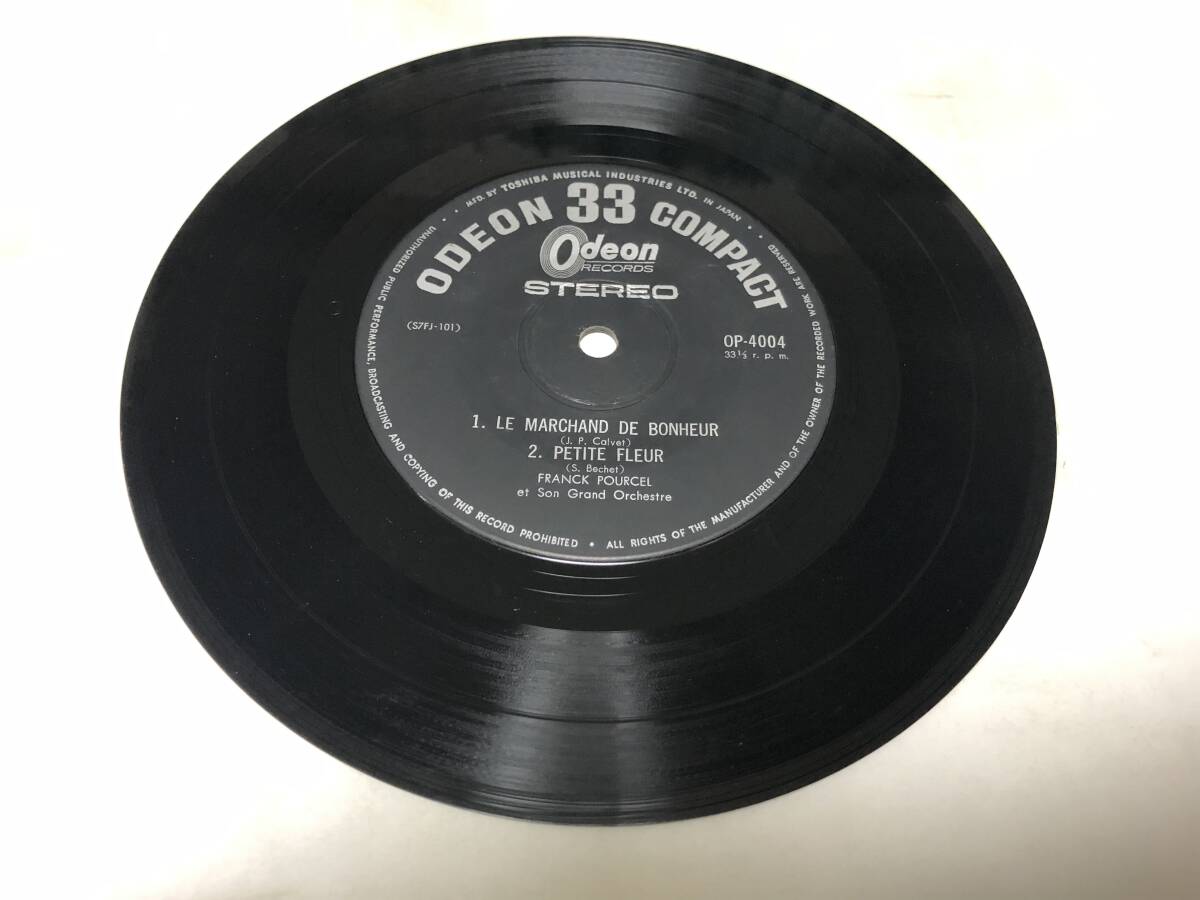 MFD. BY TOSHIBA MUSICAL INDUSTRIES LTD. IN JAPAN
ODEON 33 COMPACT
Odeon
RECORDS
STEREO
(S7FJ-101)
OP-4004
33⅓ r. p. m.
1. LE MARCHAND DE BONHEUR
(J. P. Calvet)
2. PETITE FLEUR
(S. Bechet)
FRANCK POURCEL
et Son Grand Orchestre
UNAUTHORIZED PUBLIC PERFORMANCE, BROADCASTING AND COPYING OF THIS RECORD PROHIBITED • ALL RIGHTS OF THE MANUFACTURER AND OF THE OWNER OF THE RECORDED WORK ARE RESERVED